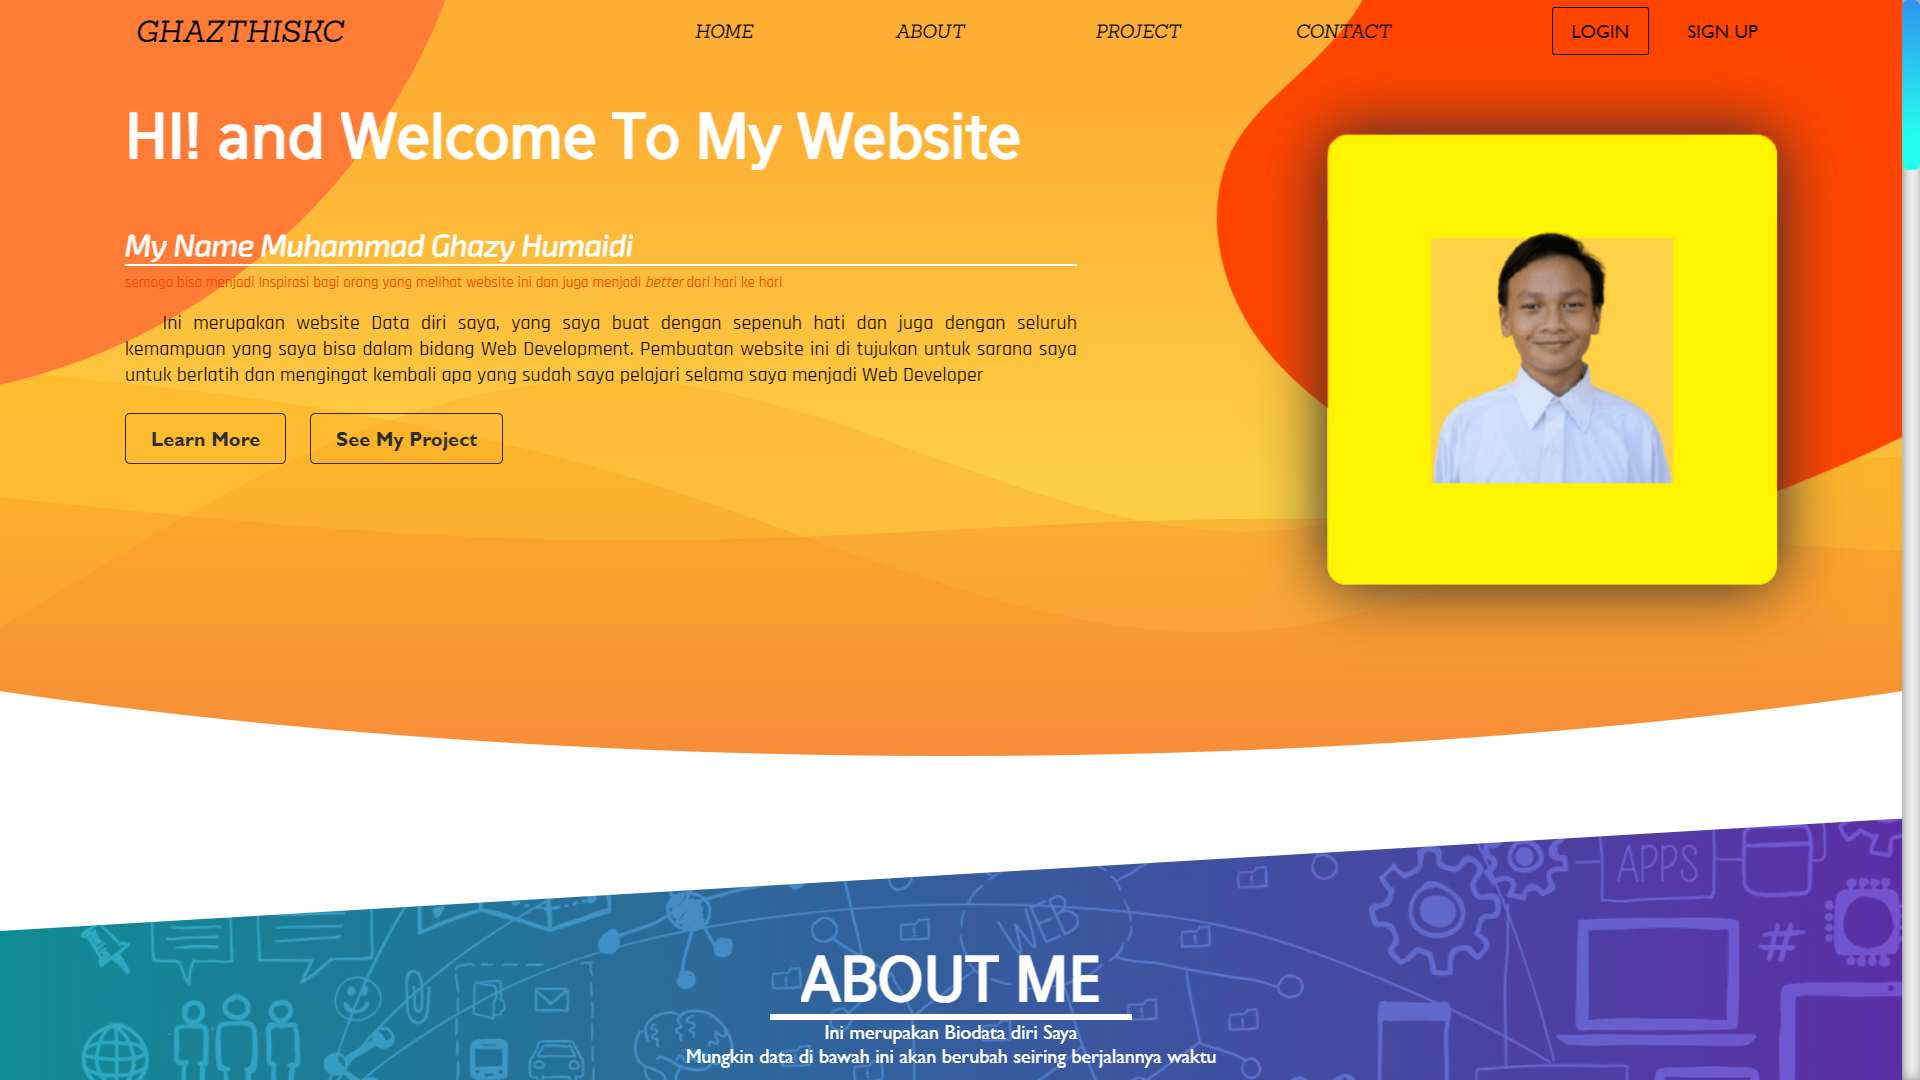 GHAZTHISKC
HOME
ABOUT
PROJECT
CONTACT
LOGIN
SIGN UP
HI! and Welcome To My Website
My Name Muhammad Ghazy Humaidi
semoga bisa menjadi Inspirasi bagi orang yang melihat website ini dan juga menjadi better dari hari ke hari
Ini merupakan website Data diri saya, yang saya buat dengan sepenuh hati dan juga dengan seluruh
kemampuan yang saya bisa dalam bidang Web Development. Pembuatan website ini di tujukan untuk sarana saya
untuk berlatih dan mengingat kembali apa yang sudah saya pelajari selama saya menjadi Web Developer
Learn More
See My Project
APPS
WEB
#
ABOUT ME
Ini merupakan Biodata diri Saya
Mungkin data di bawah ini akan berubah seiring berjalannya waktu